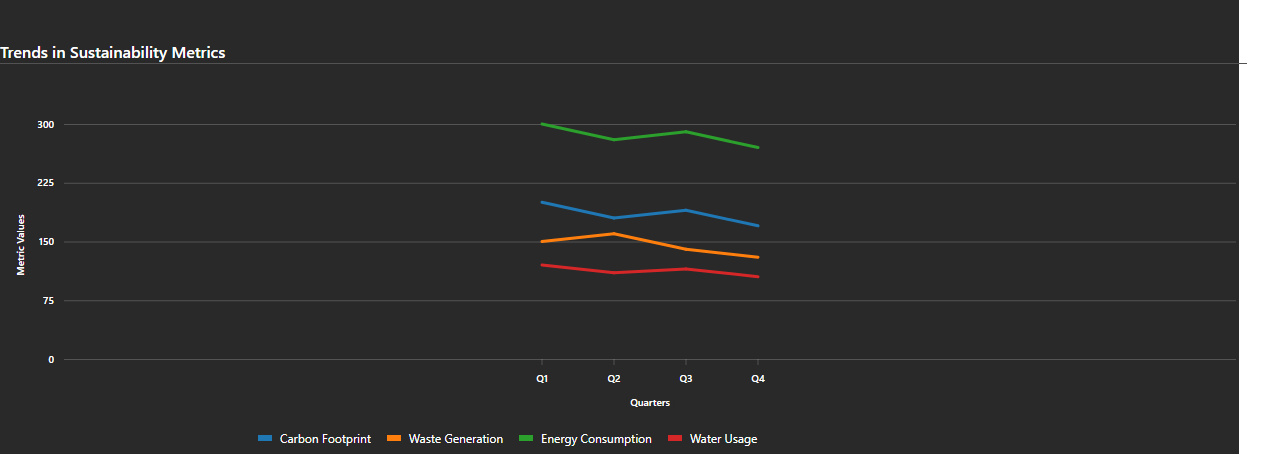 Trends in Sustainability Metrics
300
225
150
75
0
Metric Values
Q1 Q2 Q3 Q4
Quarters
Carbon Footprint Waste Generation Energy Consumption Water Usage